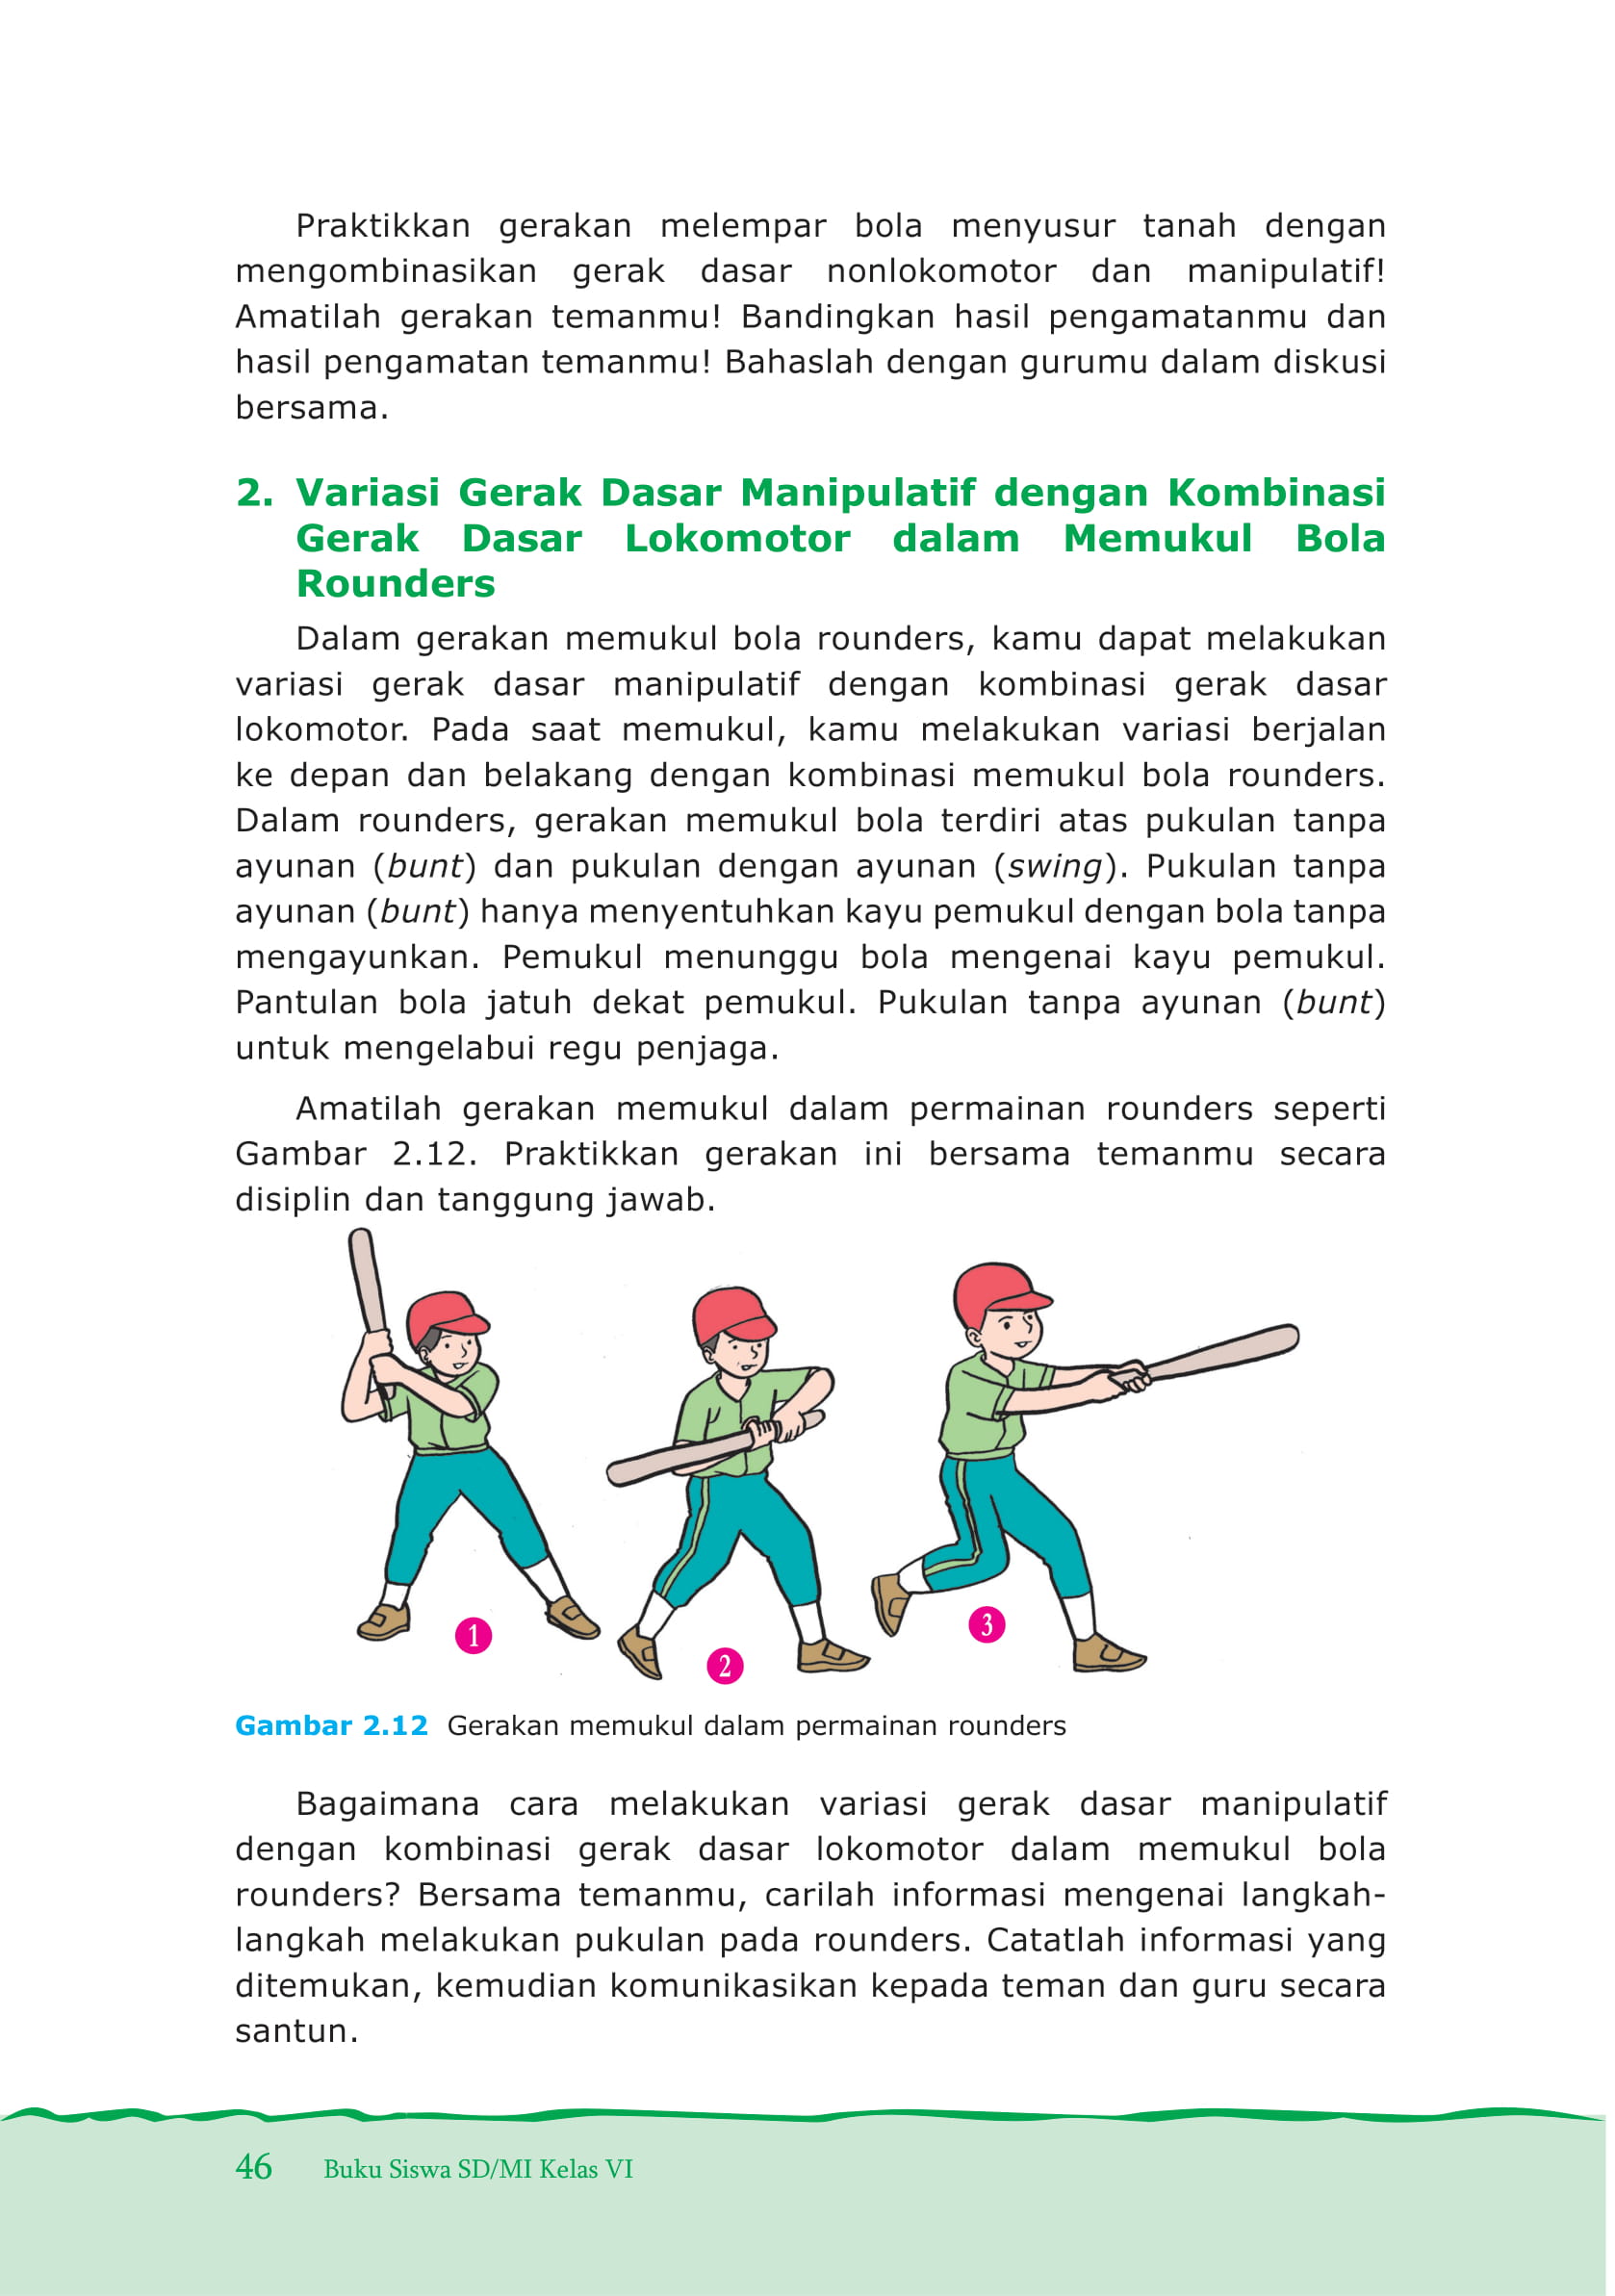 Praktikkan gerakan melempar bola menyusur tanah dengan
mengombinasikan gerak dasar nonlokomotor dan manipulatif!
Amatilah gerakan temanmu! Bandingkan hasil pengamatanmu dan
hasil pengamatan temanmu! Bahaslah dengan gurumu dalam diskusi
bersama.
2. Variasi Gerak Dasar Manipulatif dengan Kombinasi
Gerak Dasar Lokomotor dalam Memukul Bola
Rounders
Dalam gerakan memukul bola rounders, kamu dapat melakukan
variasi gerak dasar manipulatif dengan kombinasi gerak dasar
lokomotor. Pada saat memukul, kamu melakukan variasi berjalan
ke depan dan belakang dengan kombinasi memukul bola rounders.
Dalam rounders, gerakan memukul bola terdiri atas pukulan tanpa
ayunan (bunt) dan pukulan dengan ayunan (swing). Pukulan tanpa
ayunan (bunt) hanya menyentuhkan kayu pemukul dengan bola tanpa
mengayunkan. Pemukul menunggu bola mengenai kayu pemukul.
Pantulan bola jatuh dekat pemukul. Pukulan tanpa ayunan (bunt)
untuk mengelabui regu penjaga.
Amatilah gerakan memukul dalam permainan rounders seperti
Gambar 2.12. Praktikkan gerakan ini bersama temanmu secara
disiplin dan tanggung jawab.
1
2
3
Gambar 2.12 Gerakan memukul dalam permainan rounders
Bagaimana cara melakukan variasi gerak dasar manipulatif
dengan kombinasi gerak dasar lokomotor dalam memukul bola
rounders? Bersama temanmu, carilah informasi mengenai langkah-
langkah melakukan pukulan pada rounders. Catatlah informasi yang
ditemukan, kemudian komunikasikan kepada teman dan guru secara
santun.
46 Buku Siswa SD/MI Kelas VI